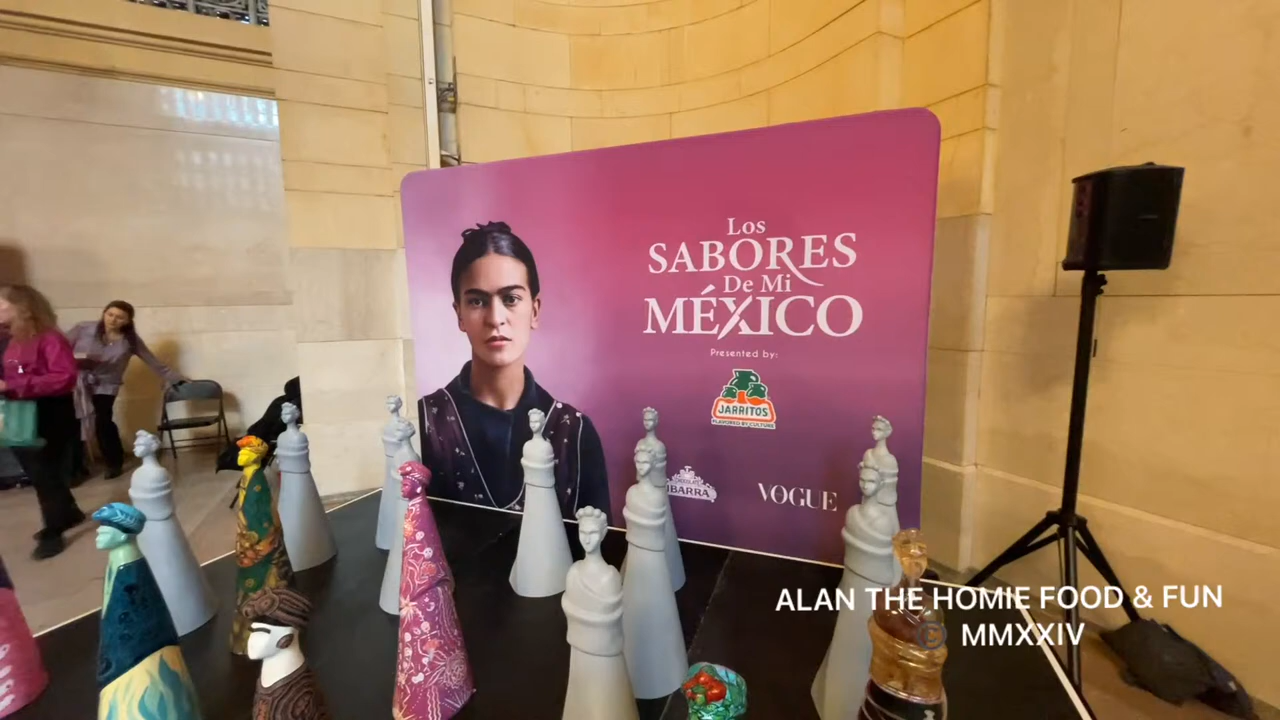 Los
SABORES
De Mi
MÉXICO
Presented by:
JARRITOS
FLAVORED BY CULTURE
CHOCOLATE
IBARRA
VOGUE
ALAN THE HOMIE FOOD & FUN
© MMXXIV